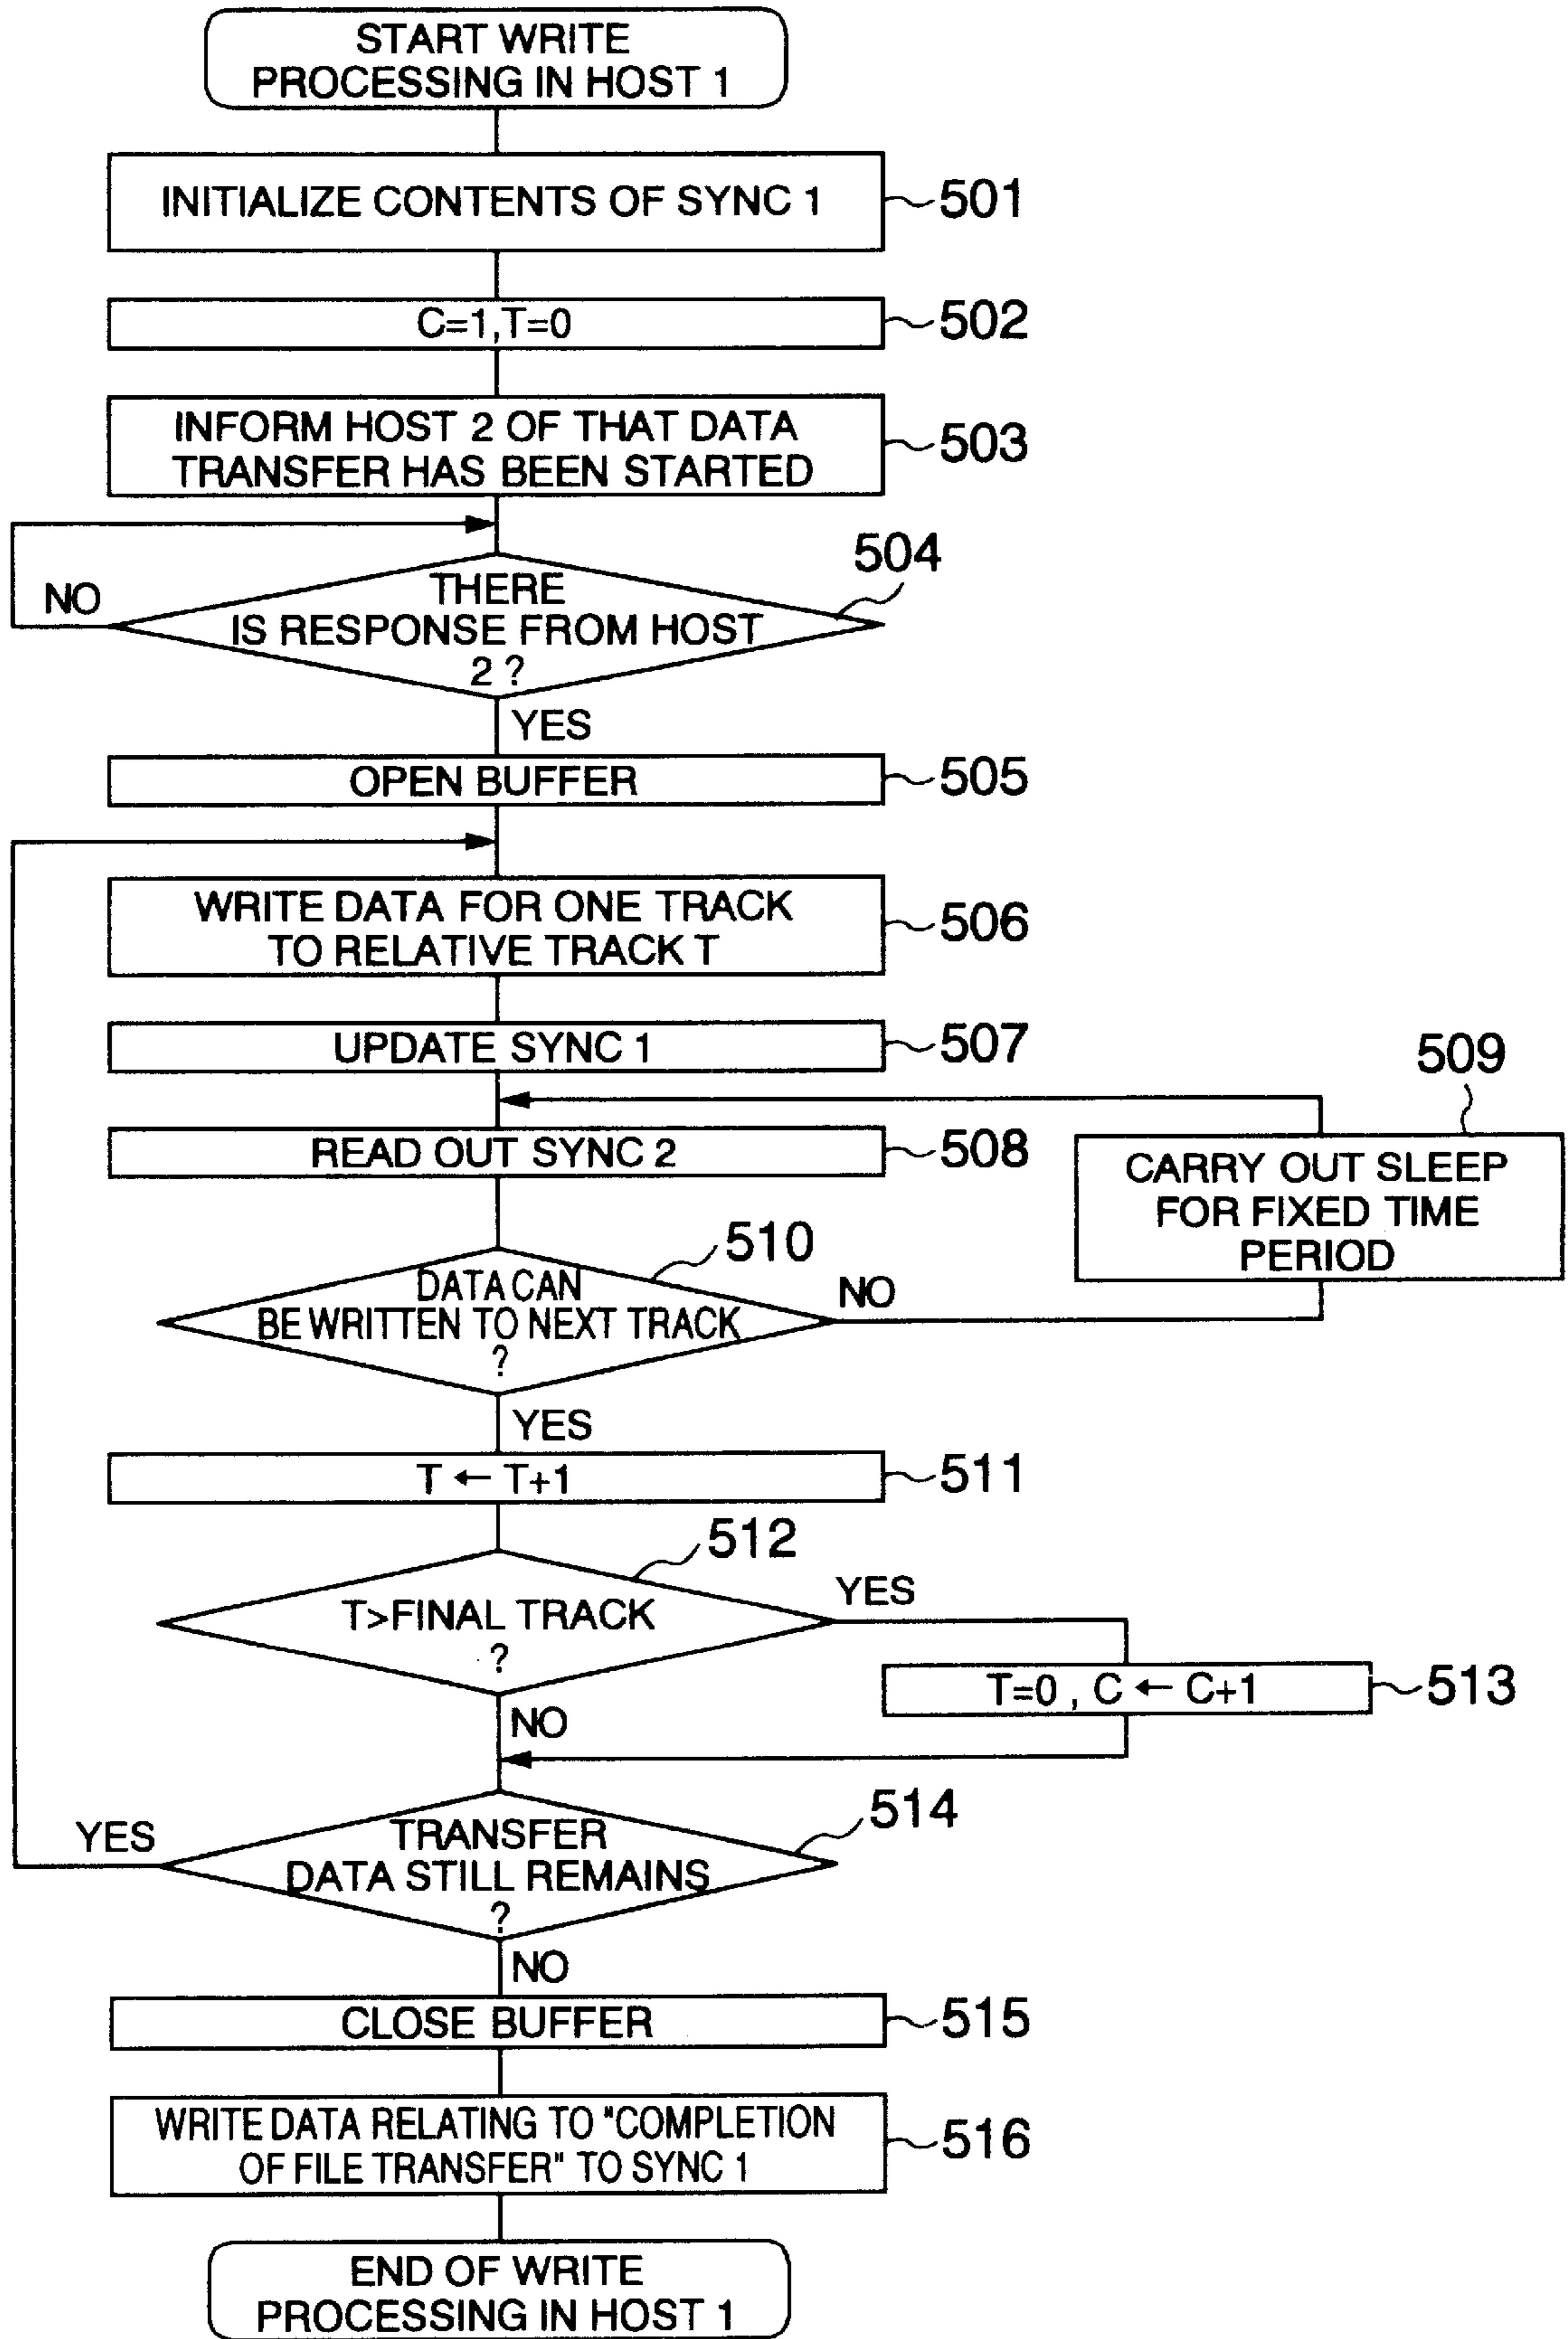 START WRITE
PROCESSING IN HOST 1
INITIALIZE CONTENTS OF SYNC 1
501
C=1,T=0
502
INFORM HOST 2 OF THAT DATA
TRANSFER HAS BEEN STARTED
503
504
NO
THERE
IS RESPONSE FROM HOST
2 ?
YES
OPEN BUFFER
505
WRITE DATA FOR ONE TRACK
TO RELATIVE TRACK T
506
UPDATE SYNC 1
507
509
READ OUT SYNC 2
508
CARRY OUT SLEEP
FOR FIXED TIME
PERIOD
510
DATA CAN
BE WRITTEN TO NEXT TRACK
?
NO
YES
T ← T+1
511
512
T>FINAL TRACK
?
YES
T=0 , C ← C+1
513
NO
514
YES
TRANSFER
DATA STILL REMAINS
?
NO
CLOSE BUFFER
515
WRITE DATA RELATING TO "COMPLETION
OF FILE TRANSFER" TO SYNC 1
516
END OF WRITE
PROCESSING IN HOST 1